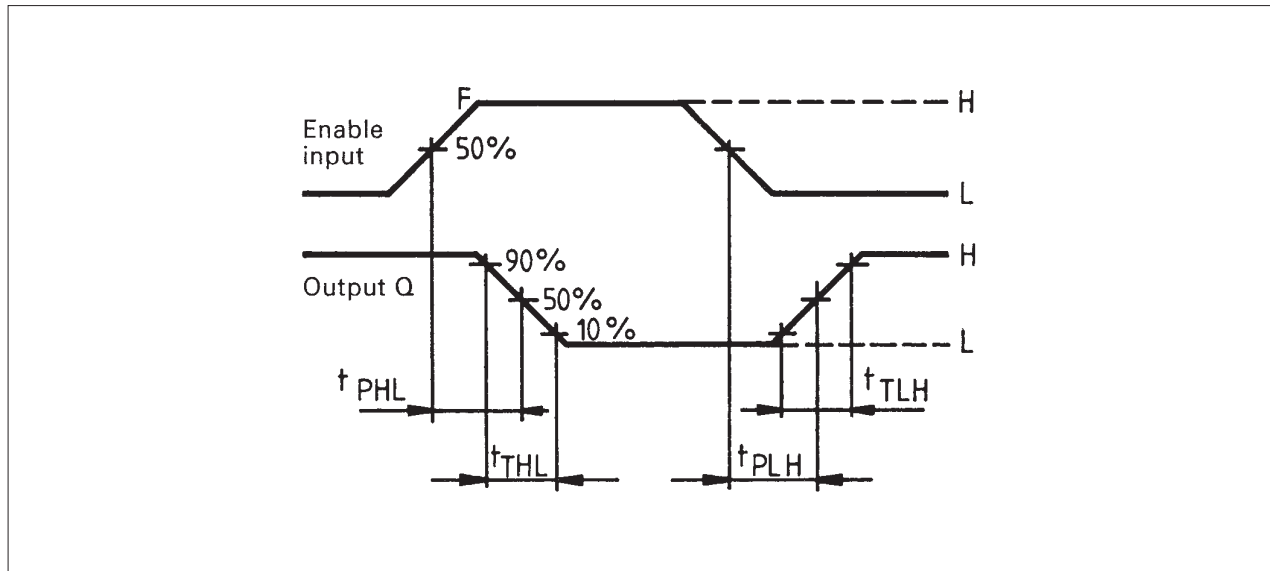 F
H
Enable
input
50%
L
H
90%
Output Q
50%
10%
L
t PHL
t TLH
t THL
t PLH